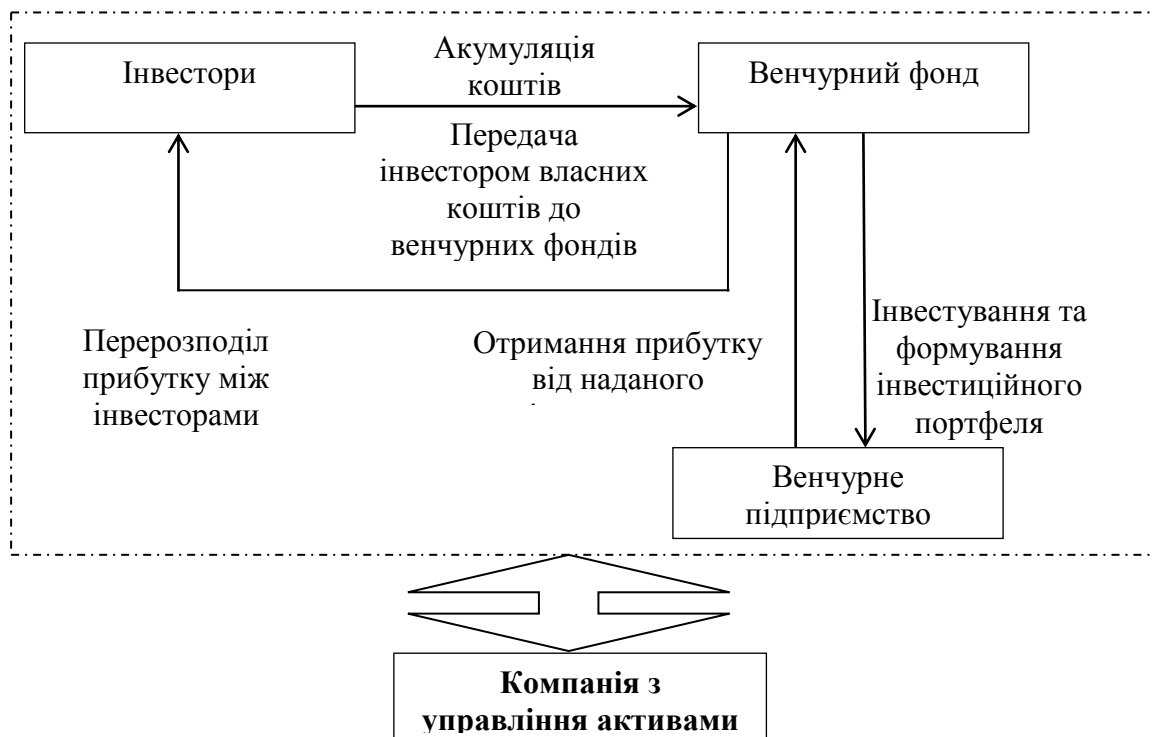 Інвестори
Акумуляція
коштів
Венчурний фонд
Передача
інвестором власних
коштів до
венчурних фондів
Перерозподіл
прибутку між
інвесторами
Отримання прибутку
від наданого
Інвестування та
формування
інвестиційного
портфеля
Венчурне
підприємство
Компанія з
управління активами